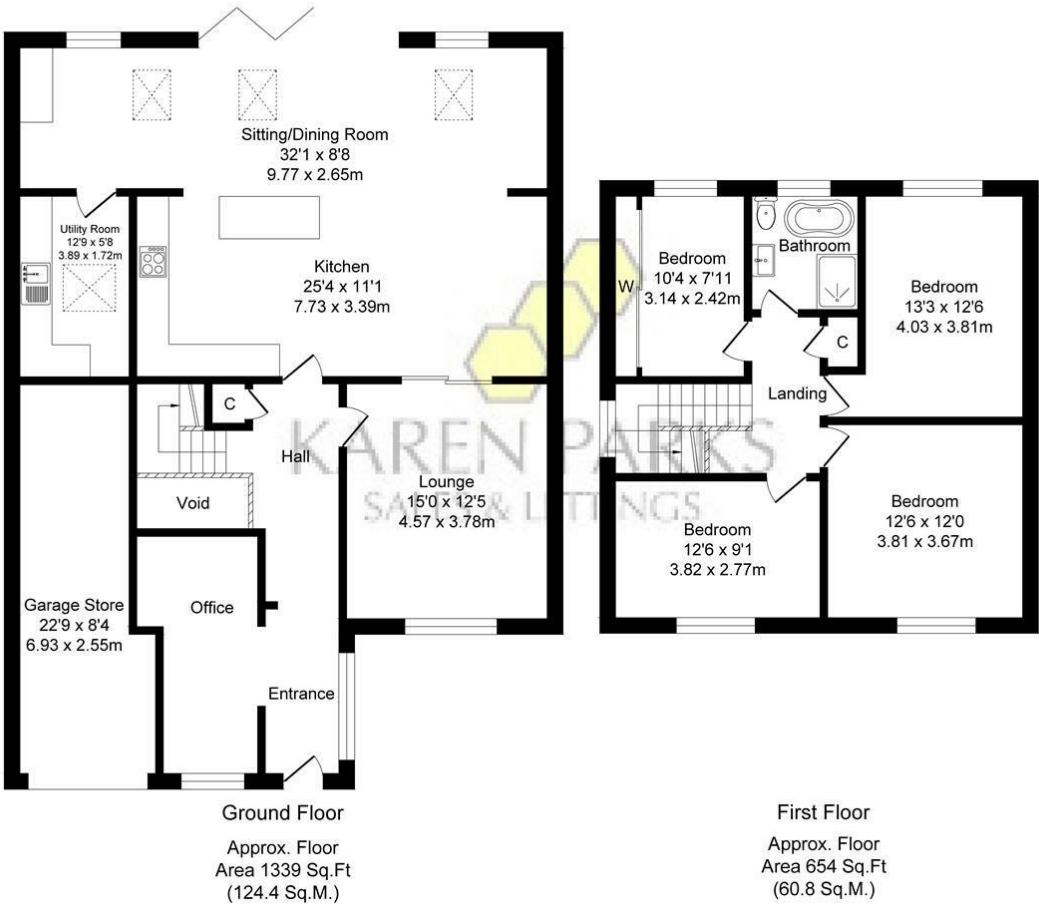 Sitting/Dining Room
32'1 x 8'8
9.77 x 2.65m
Utility Room
12'9 x 5'8
3.89 x 1.72m
Kitchen
25'4 x 11'1
7.73 x 3.39m
C
Hall
Void
Lounge
15'0 x 12'5
4.57 x 3.78m
Office
Garage Store
22'9 x 8'4
6.93 x 2.55m
Entrance
Ground Floor
Approx. Floor
Area 1339 Sq.Ft
(124.4 Sq.M.)
W
Bedroom
10'4 x 7'11
3.14 x 2.42m
Bathroom
Bedroom
13'3 x 12'6
4.03 x 3.81m
C
Landing
Bedroom
12'6 x 9'1
3.82 x 2.77m
Bedroom
12'6 x 12'0
3.81 x 3.67m
First Floor
Approx. Floor
Area 654 Sq.Ft
(60.8 Sq.M.)
KAREN PARKS
SALES & LETTINGS